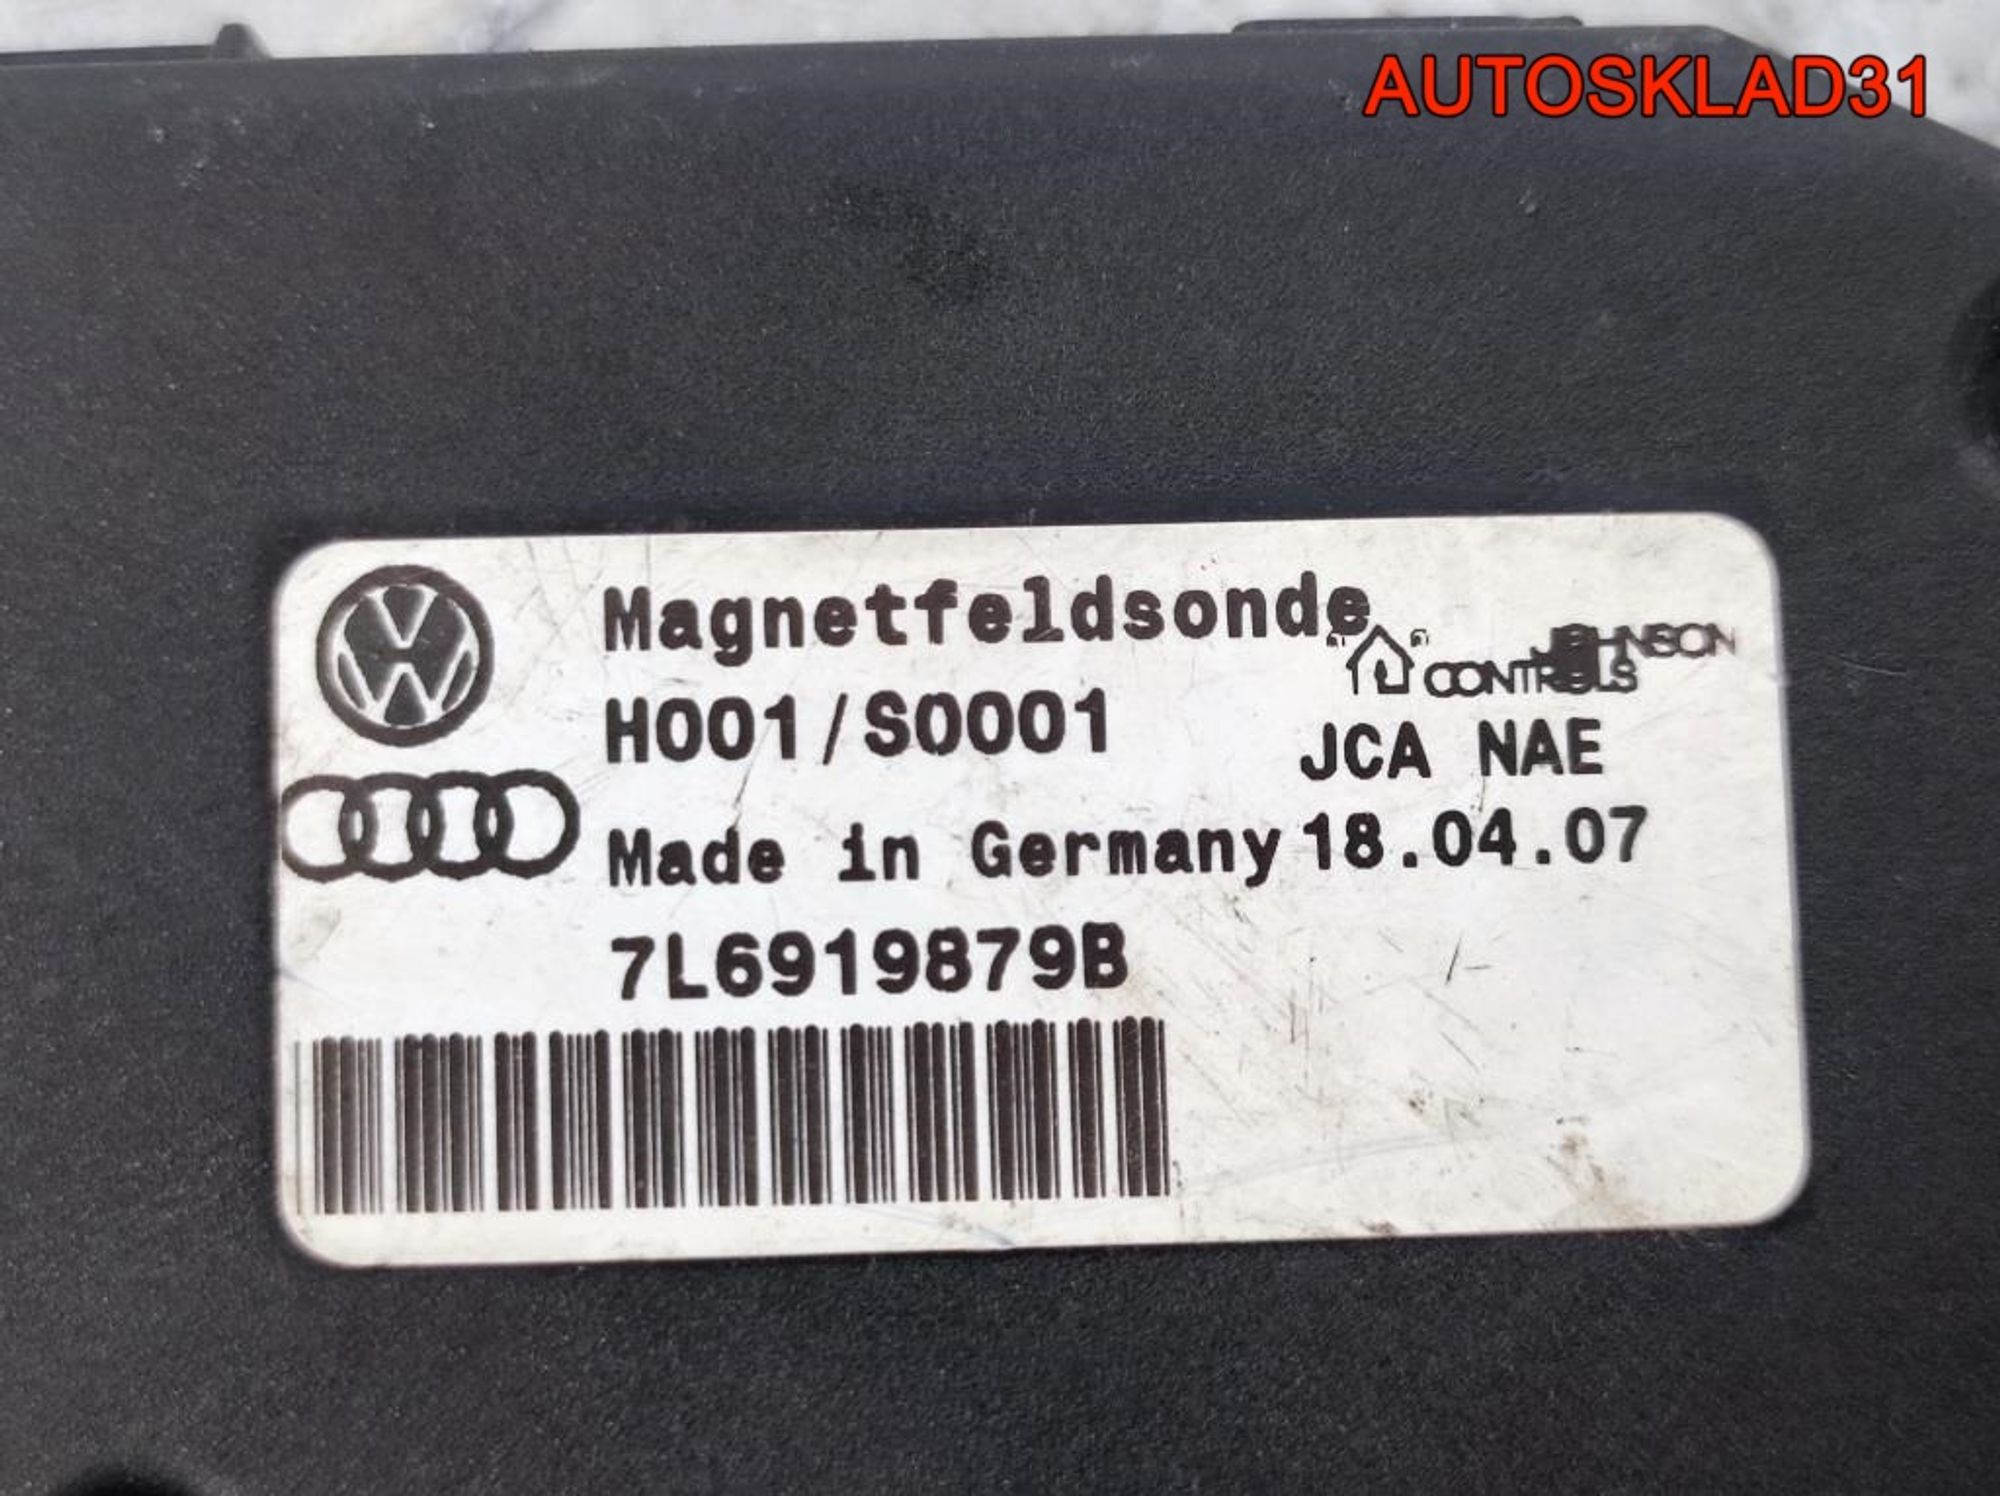 AUTOSKLAD31
Magnetfeldsonde
JOHNSON
CONTROLS
H001/S0001
JCA NAE
Made in Germany 18.04.07
7L6919879B